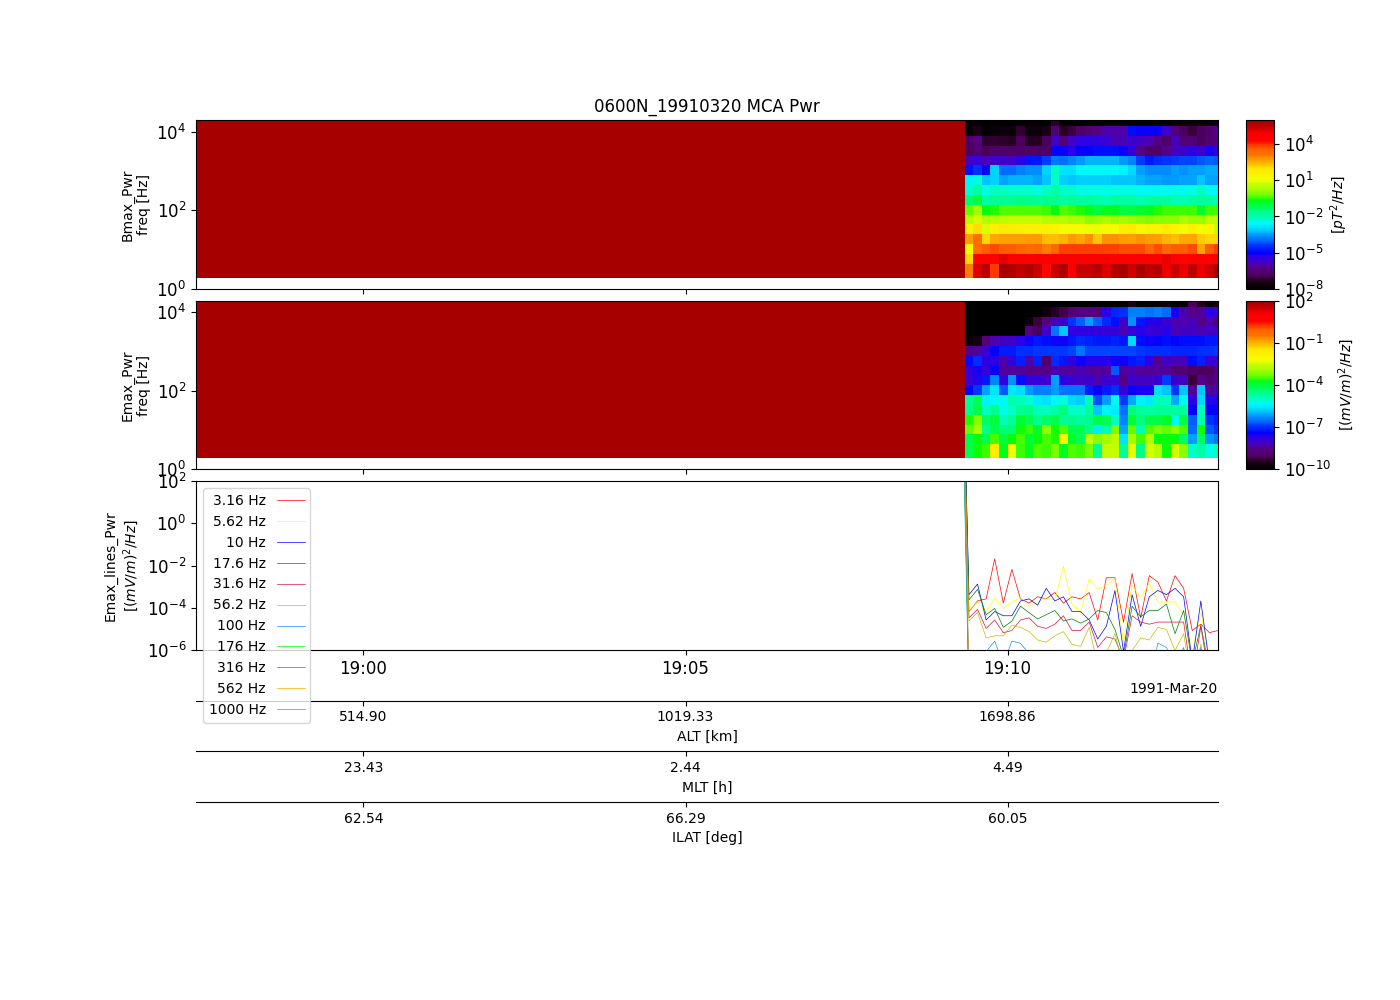 0600N_19910320 MCA Pwr
Bmax_Pwr
freq [Hz]
10^4
10^2
10^0
10^4
10^1
10^−2
10^−5
10^−8
[pT^2/Hz]
Emax_Pwr
freq [Hz]
10^4
10^2
10^0
10^2
10^−1
10^−4
10^−7
10^−10
[(mV/m)^2/Hz]
Emax_lines_Pwr
[(mV/m)^2/Hz]
10^2
10^0
10^−2
10^−4
10^−6
3.16 Hz
5.62 Hz
10 Hz
17.6 Hz
31.6 Hz
56.2 Hz
100 Hz
176 Hz
316 Hz
562 Hz
1000 Hz
19:00 19:05 19:10
1991-Mar-20
514.90 1019.33 1698.86
ALT [km]
23.43 2.44 4.49
MLT [h]
62.54 66.29 60.05
ILAT [deg]